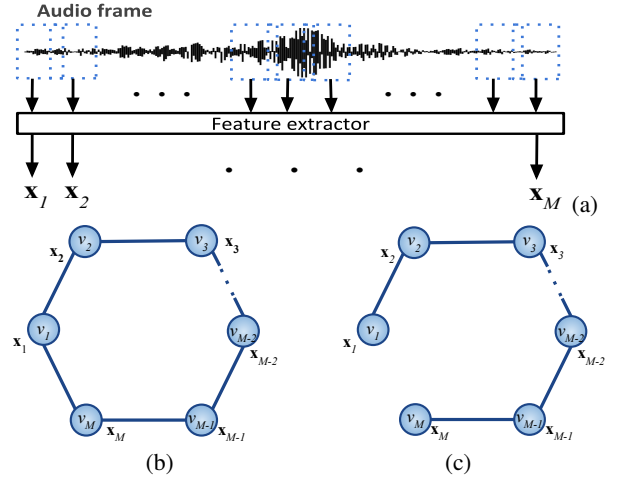 Audio frame
. . . . . .
Feature extractor
. . .
x1 x2 xM (a)
v2 v3 v2 v3
x2 x3 x2 x3
v1 vM-2 v1 vM-2
x1 xM-2 x1 xM-2
vM vM-1 vM vM-1
xM xM-1 xM xM-1
(b) (c)